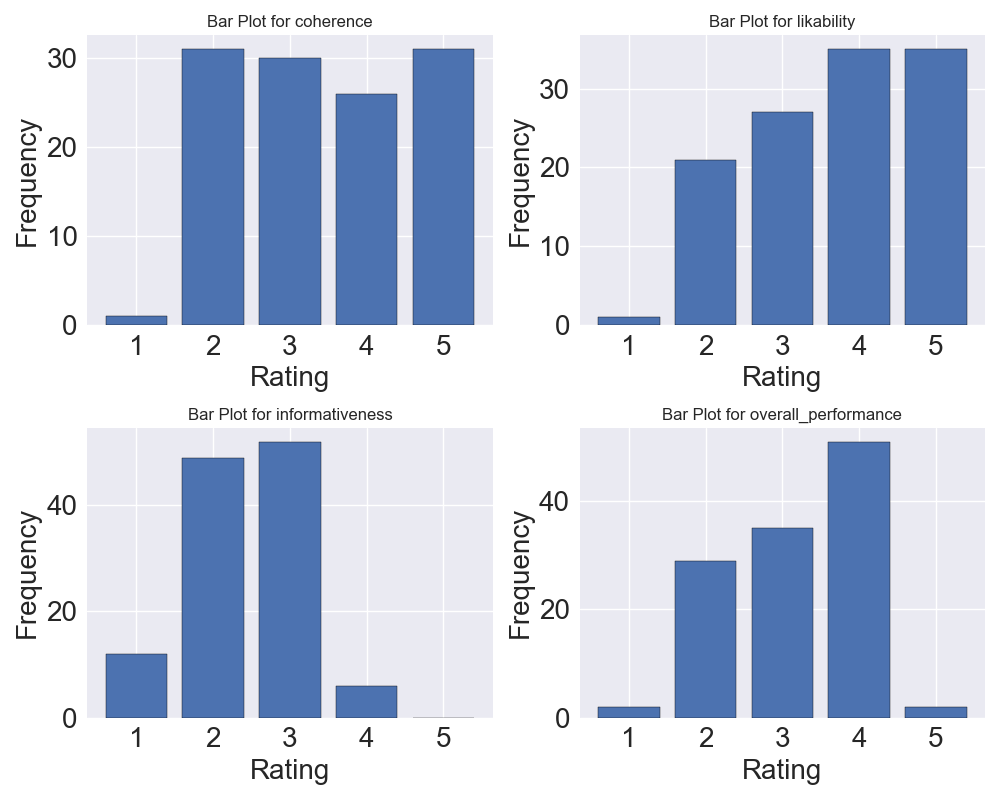 Bar Plot for coherence
Frequency
30
20
10
0
1 2 3 4 5
Rating
Bar Plot for likability
Frequency
30
20
10
0
1 2 3 4 5
Rating
Bar Plot for informativeness
Frequency
40
20
0
1 2 3 4 5
Rating
Bar Plot for overall_performance
Frequency
40
20
0
1 2 3 4 5
Rating